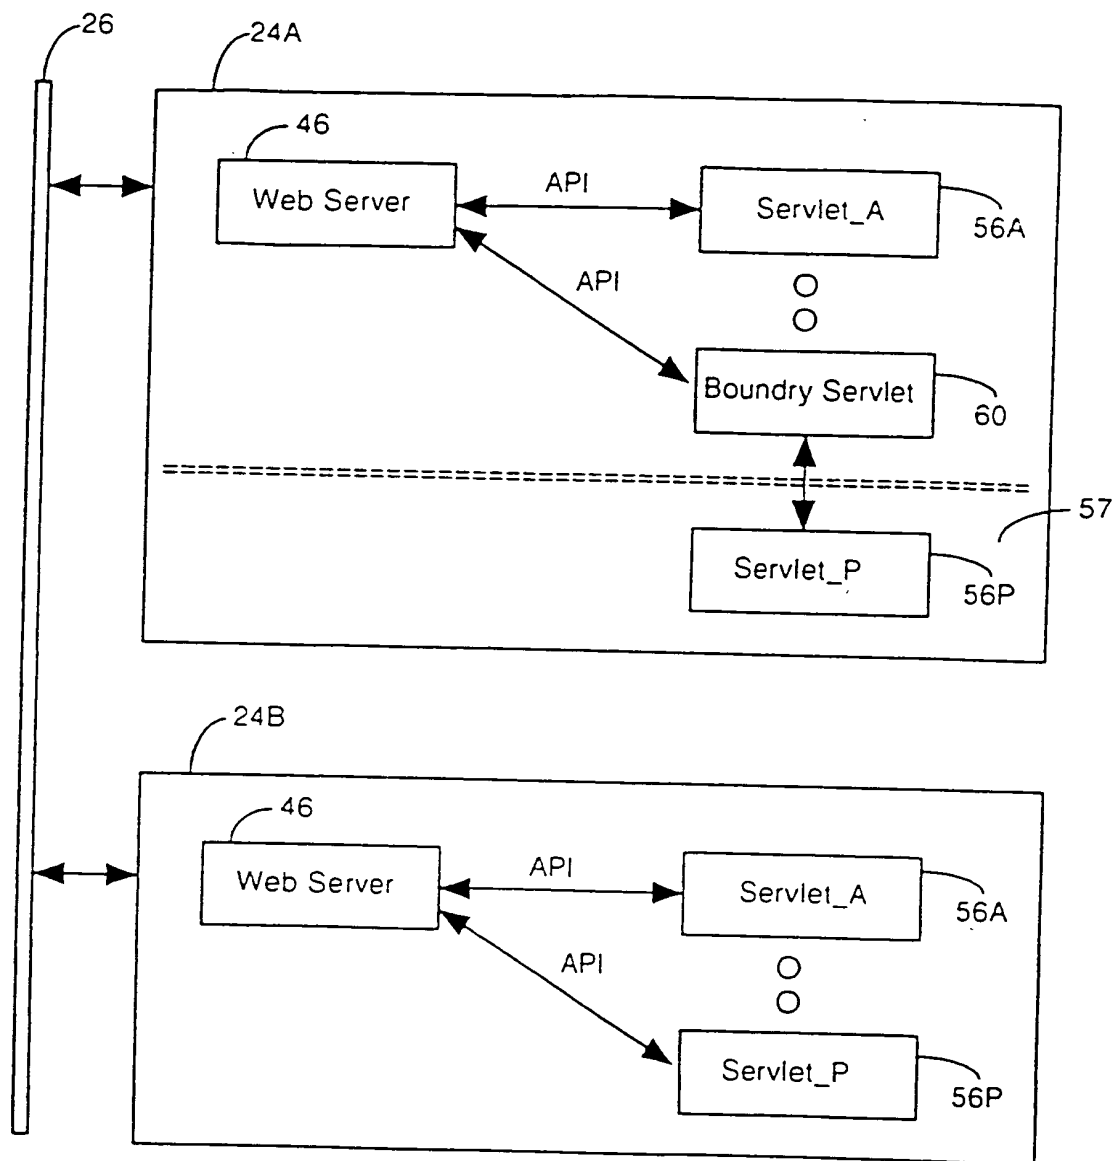 26
24A
46
Web Server
API
Servlet_A
56A
API
Boundry Servlet
60
57
Servlet_P
56P
24B
46
Web Server
API
Servlet_A
56A
API
Servlet_P
56P